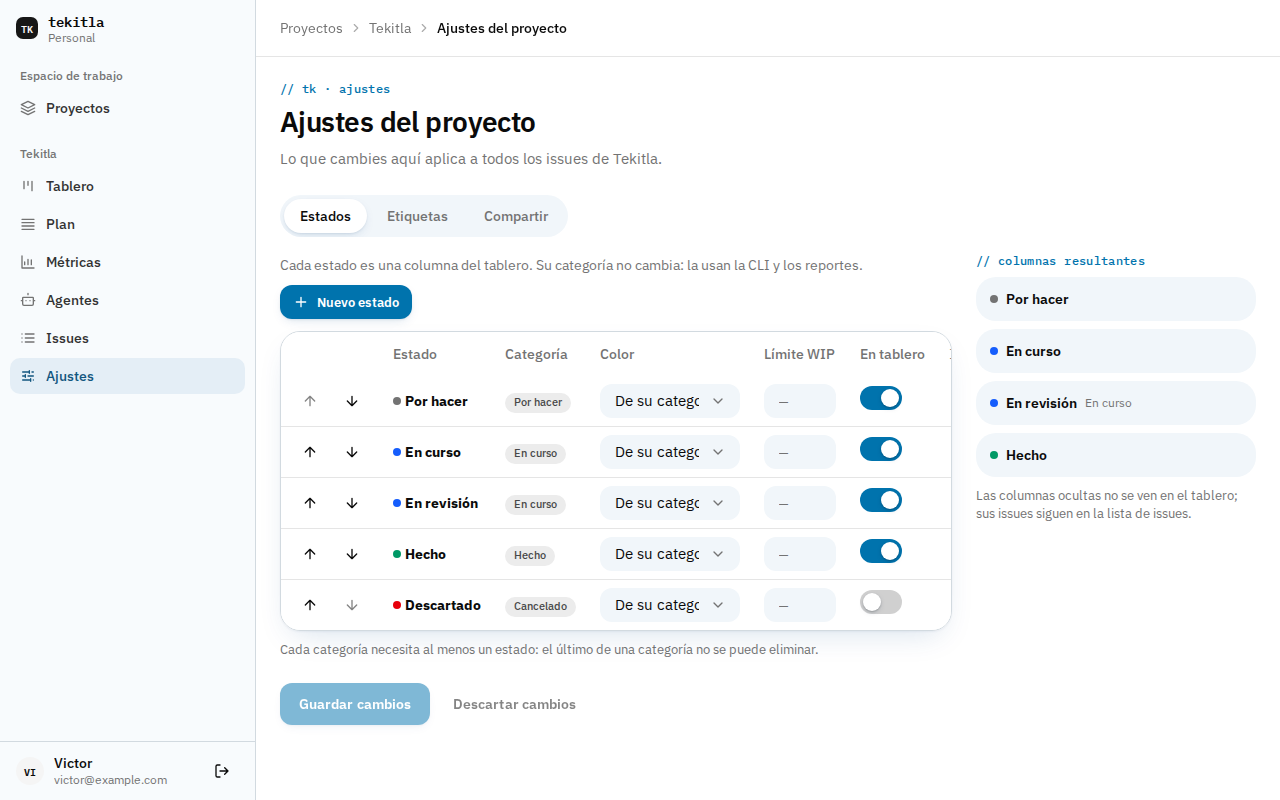 TK
tekitla
Personal
Espacio de trabajo
Proyectos
Tekitla
Tablero
Plan
Métricas
Agentes
Issues
Ajustes
VI
Victor
victor@example.com
Proyectos > Tekitla > Ajustes del proyecto
// tk · ajustes
Ajustes del proyecto
Lo que cambies aquí aplica a todos los issues de Tekitla.
Estados Etiquetas Compartir
Cada estado es una columna del tablero. Su categoría no cambia: la usan la CLI y los reportes.
+ Nuevo estado
Estado Categoría Color Límite WIP En tablero
Por hacer Por hacer De su catego —
En curso En curso De su catego —
En revisión En curso De su catego —
Hecho Hecho De su catego —
Descartado Cancelado De su catego —
Cada categoría necesita al menos un estado: el último de una categoría no se puede eliminar.
Guardar cambios Descartar cambios
// columnas resultantes
Por hacer
En curso
En revisión En curso
Hecho
Las columnas ocultas no se ven en el tablero;
sus issues siguen en la lista de issues.